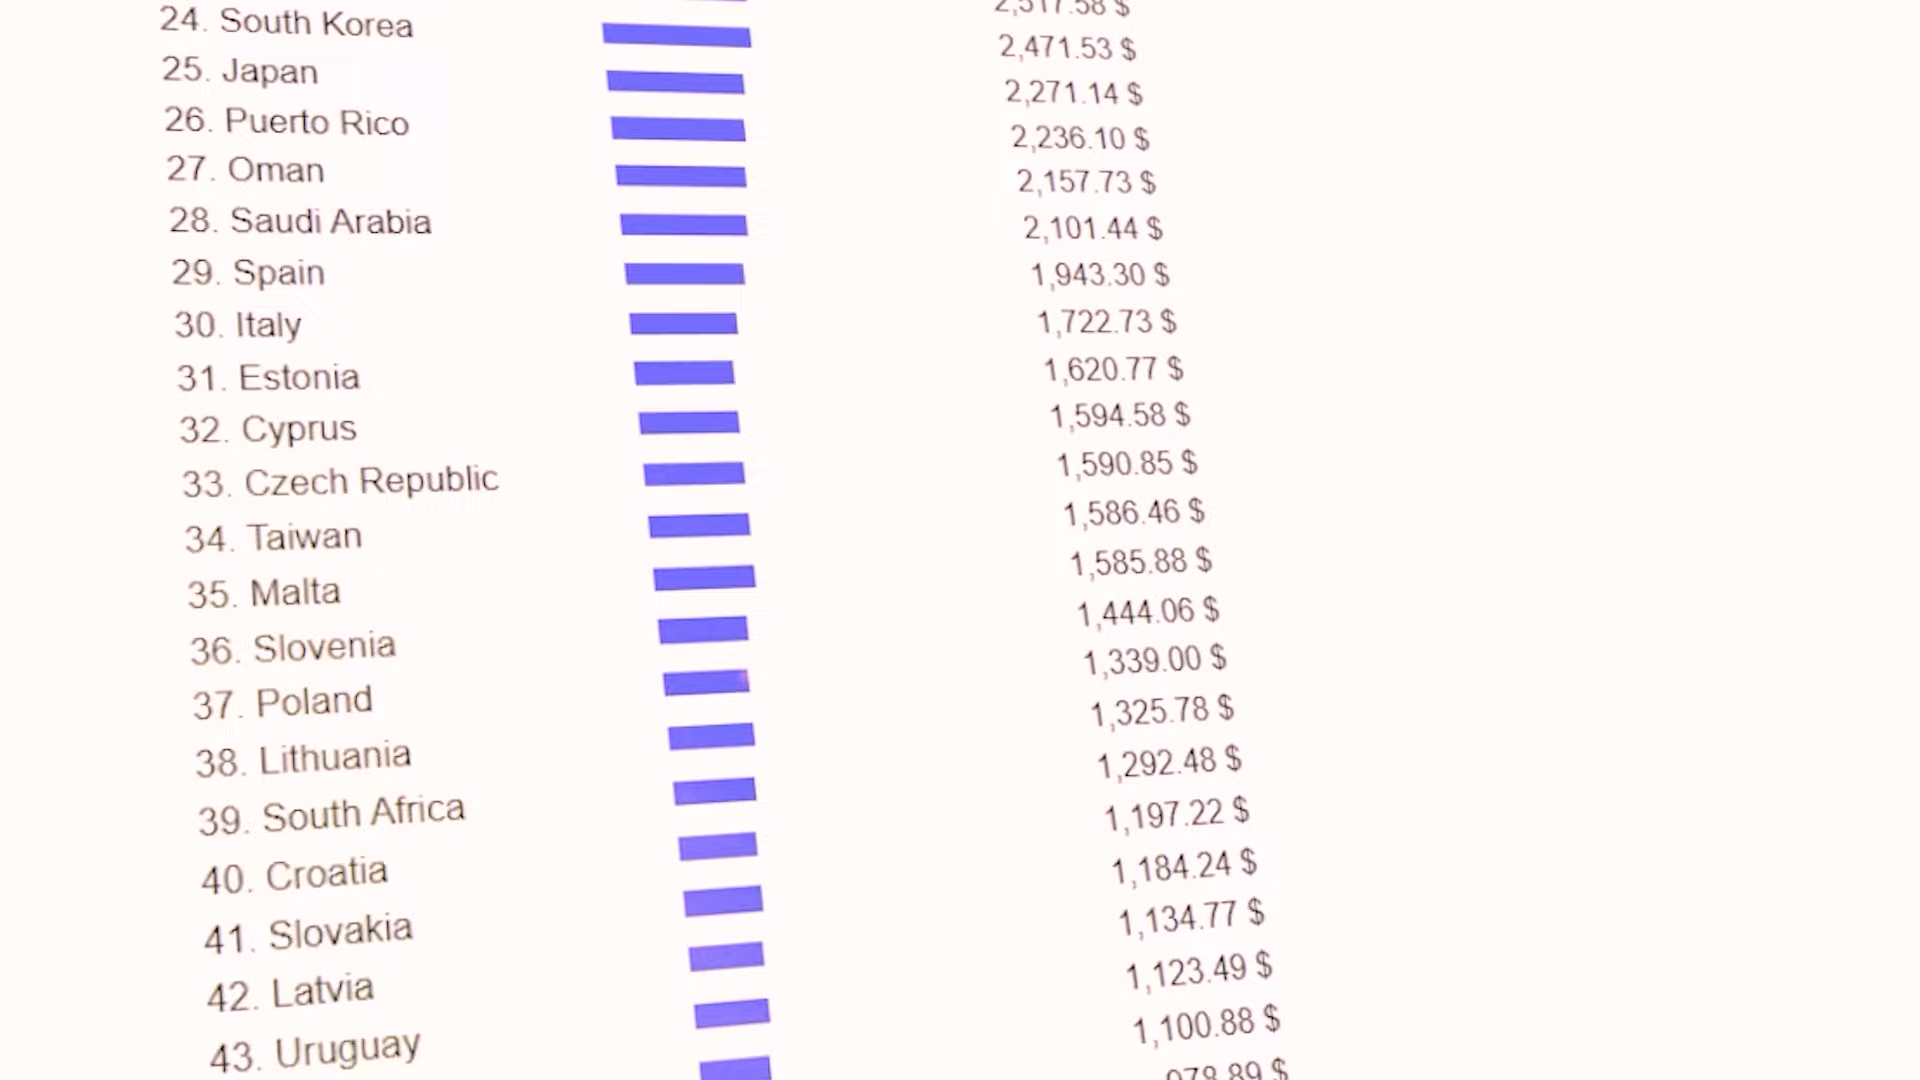 2,517.58 $
24. South Korea 2,471.53 $
25. Japan 2,271.14 $
26. Puerto Rico 2,236.10 $
27. Oman 2,157.73 $
28. Saudi Arabia 2,101.44 $
29. Spain 1,943.30 $
30. Italy 1,722.73 $
31. Estonia 1,620.77 $
32. Cyprus 1,594.58 $
33. Czech Republic 1,590.85 $
34. Taiwan 1,586.46 $
35. Malta 1,585.88 $
36. Slovenia 1,444.06 $
37. Poland 1,339.00 $
38. Lithuania 1,325.78 $
39. South Africa 1,292.48 $
40. Croatia 1,197.22 $
41. Slovakia 1,184.24 $
42. Latvia 1,134.77 $
43. Uruguay 1,123.49 $
1,100.88 $
978.89 $